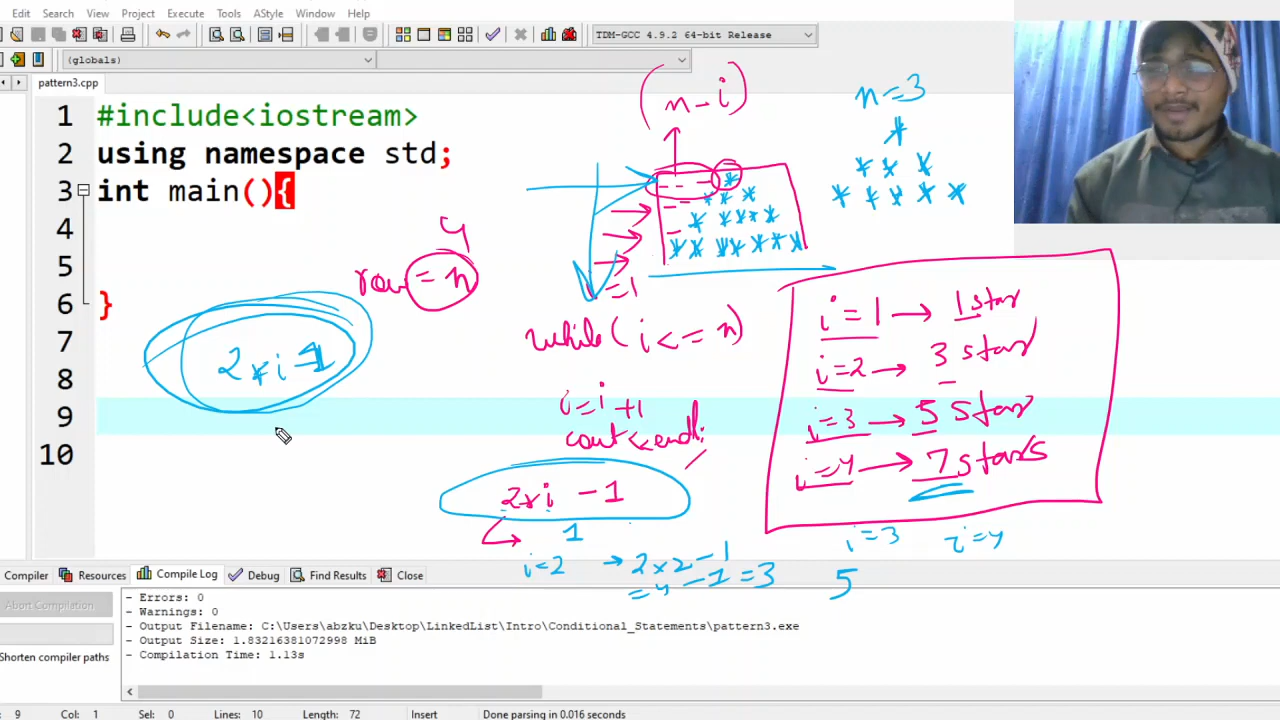 Edit Search View Project Execute Tools AStyle Window Help
TDM-GCC 4.9.2 64-bit Release
(globals)
pattern3.cpp
1 #include<iostream>
2 using namespace std;
3 int main(){
4
5
6 }
7
8
9
10
(n-i)
n=3
*
* * *
* * * * *
- - - *
- - * * *
- * * * * *
* * * * * * *
4
row = n
=1
while( i<= n)
i= i +1
cout<<endl;
2*i-1
2*i -1
1
i=2 → 2×2-1
= 4 -1 = 3
i=1 → 1 star
i=2 → 3 star
i=3 → 5 star
i=4 → 7 stars
i=3 i=4
5
Compiler Resources Compile Log Debug Find Results Close
Abort Compilation
Shorten compiler paths
- Errors: 0
- Warnings: 0
- Output Filename: C:\Users\abzku\Desktop\LinkedList\Intro\Conditional_Statements\pattern3.exe
- Output Size: 1.83216381072998 MiB
- Compilation Time: 1.13s
9 Col: 1 Sel: 0 Lines: 10 Length: 72 Insert Done parsing in 0.016 seconds